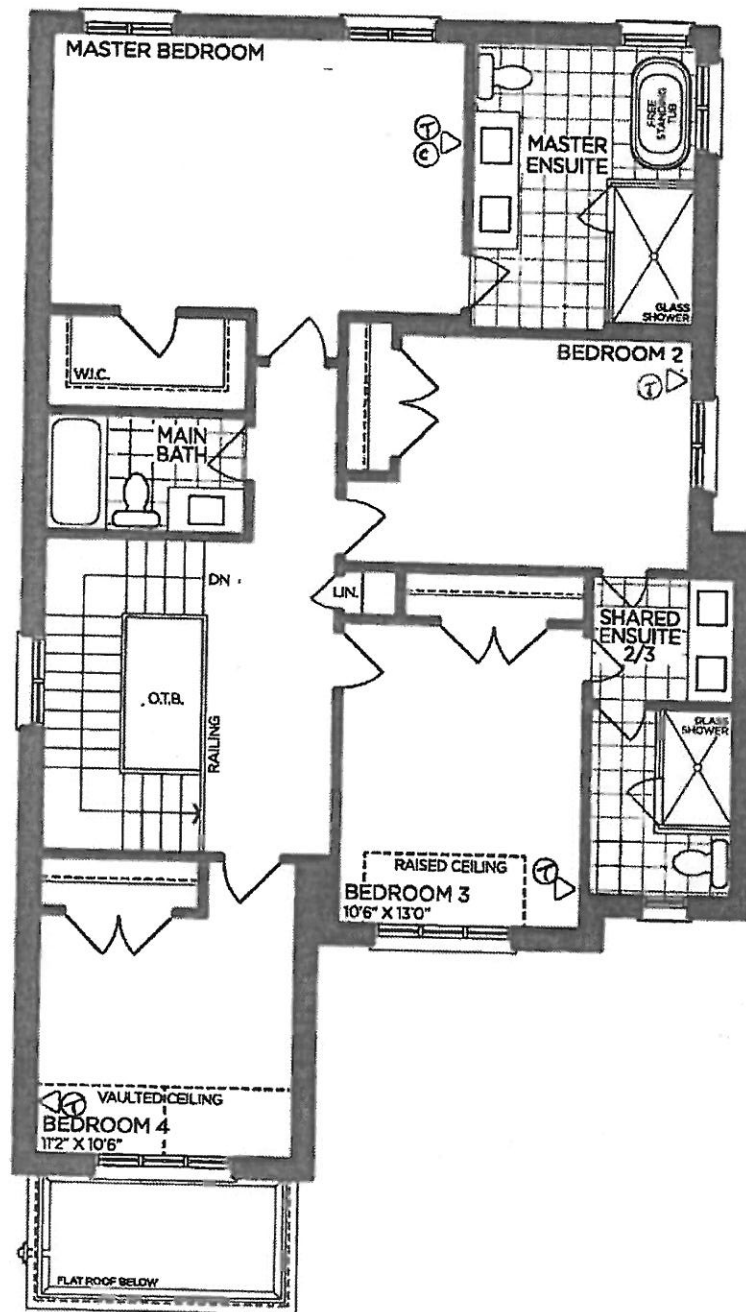 MASTER BEDROOM
FREE
STANDING
TUB
T
C
MASTER
ENSUITE
GLASS
SHOWER
W.I.C.
BEDROOM 2
T
MAIN
BATH
DN
LIN.
SHARED
ENSUITE
2/3
O.T.B.
RAILING
GLASS
SHOWER
RAISED CEILING
T
BEDROOM 3
10'6" X 13'0"
VAULTED CEILING
T
BEDROOM 4
11'2" X 10'6"
FLAT ROOF BELOW